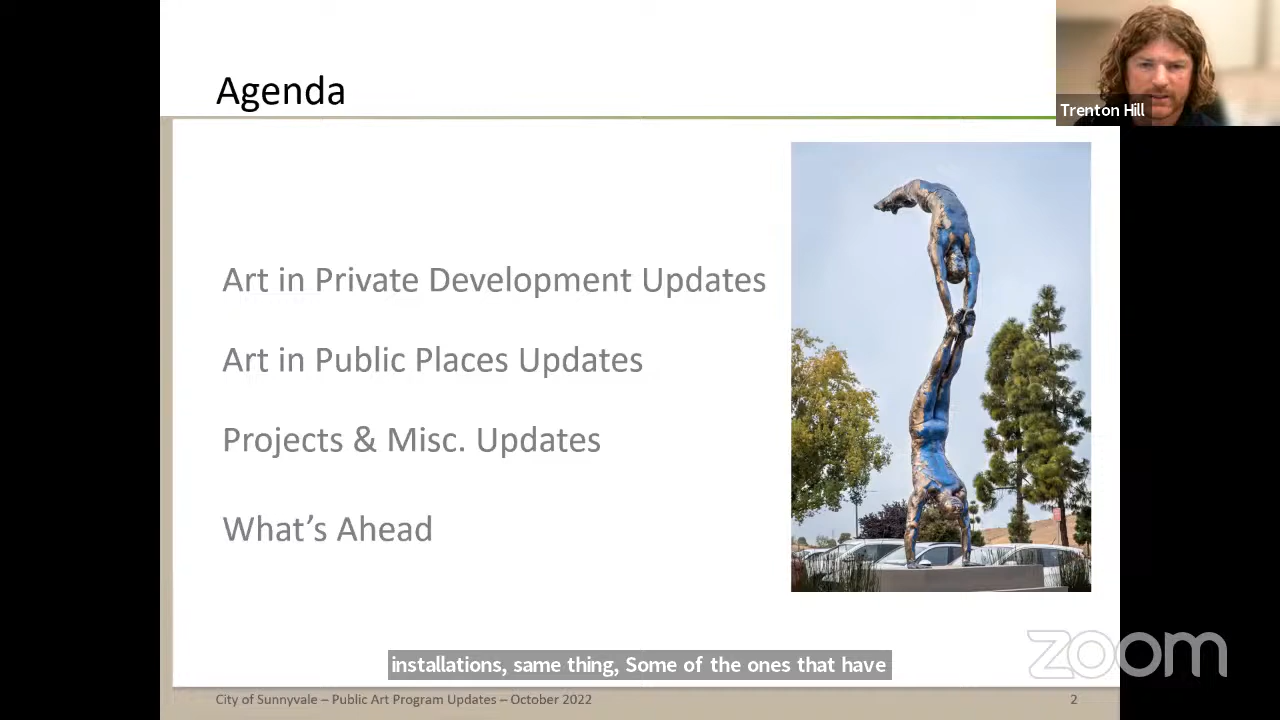 Agenda
Trenton Hill
Art in Private Development Updates
Art in Public Places Updates
Projects & Misc. Updates
What's Ahead
installations, same thing, Some of the ones that have
zoom
City of Sunnyvale – Public Art Program Updates – October 2022
2